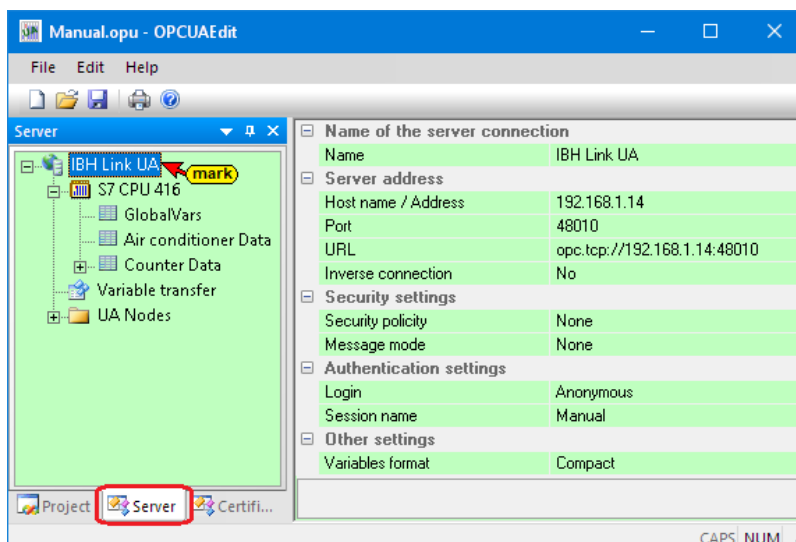 Manual.opu - OPCUAEdit
File Edit Help
Server
IBH Link UA
mark
S7 CPU 416
GlobalVars
Air conditioner Data
Counter Data
Variable transfer
UA Nodes
Project Server Certifi...
Name of the server connection
Name IBH Link UA
Server address
Host name / Address 192.168.1.14
Port 48010
URL opc.tcp://192.168.1.14:48010
Inverse connection No
Security settings
Security policity None
Message mode None
Authentication settings
Login Anonymous
Session name Manual
Other settings
Variables format Compact
CAPS NUM